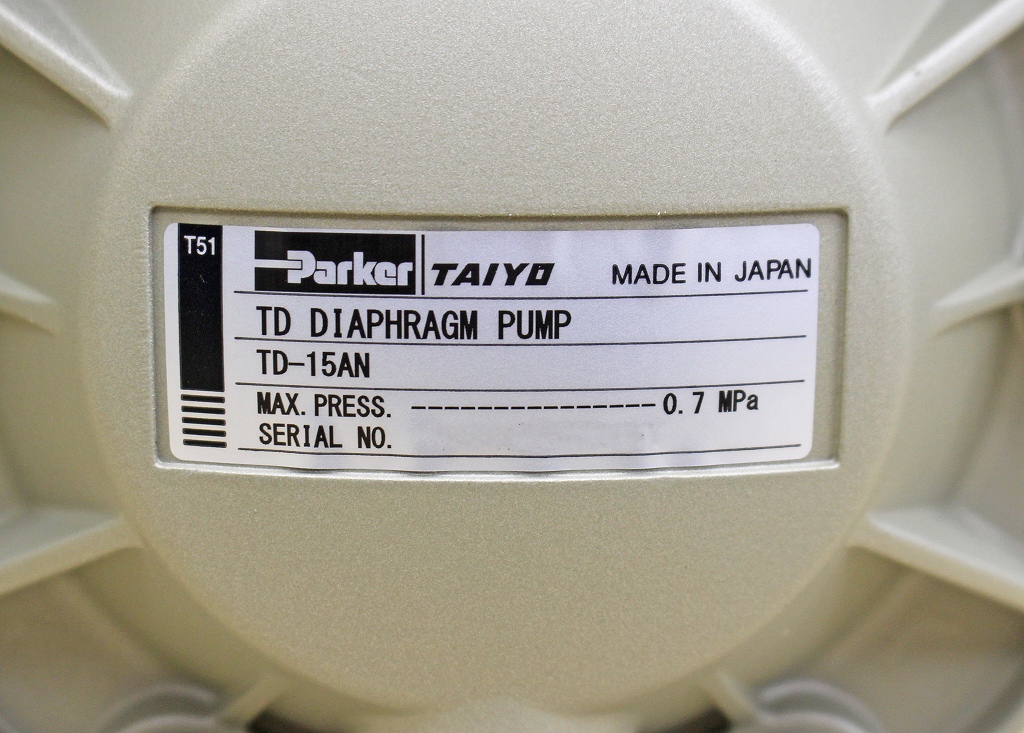 T51
Parker TAIYO MADE IN JAPAN
TD DIAPHRAGM PUMP
TD-15AN
MAX. PRESS. ---------------- 0.7 MPa
SERIAL NO.